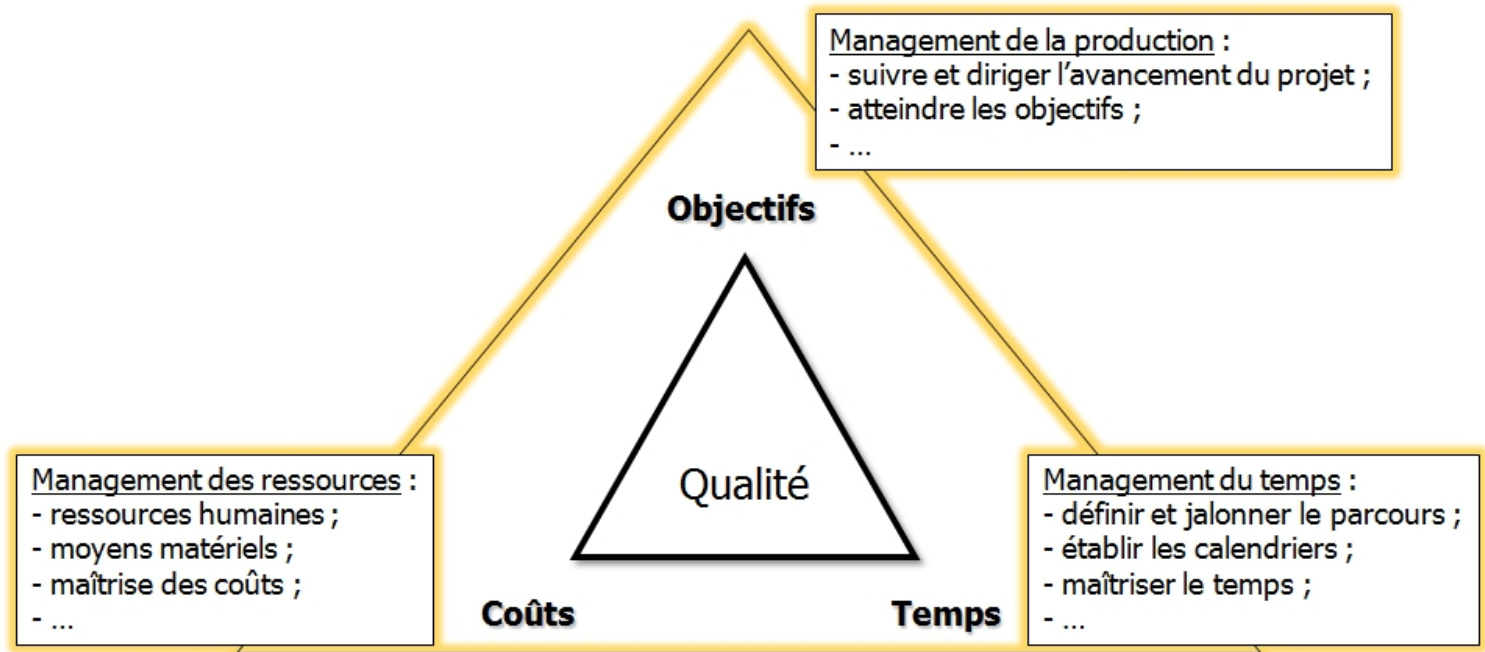 Management de la production :
- suivre et diriger l’avancement du projet ;
- atteindre les objectifs ;
- ...
Objectifs
Qualité
Management des ressources :
- ressources humaines ;
- moyens matériels ;
- maîtrise des coûts ;
- ...
Coûts
Temps
Management du temps :
- définir et jalonner le parcours ;
- établir les calendriers ;
- maîtriser le temps ;
- ...